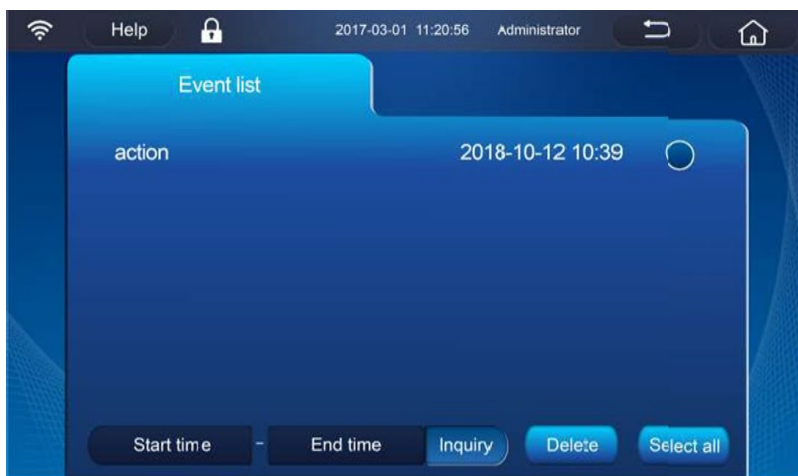 Help 2017-03-01 11:20:56 Administrator
Event list
action 2018-10-12 10:39
Start time - End time Inquiry Delete Select all